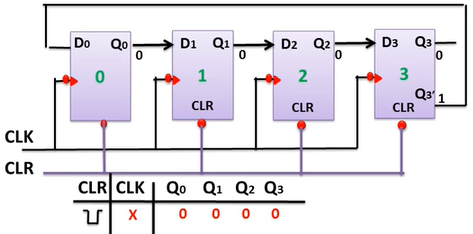 D₀ Q₀ D₁ Q₁ D₂ Q₂ D₃ Q₃
0 0 0 0
0 1 2 3
CLR CLR Q₃' 1
CLR
CLK
CLR
CLR CLK Q₀ Q₁ Q₂ Q₃
X 0 0 0 0